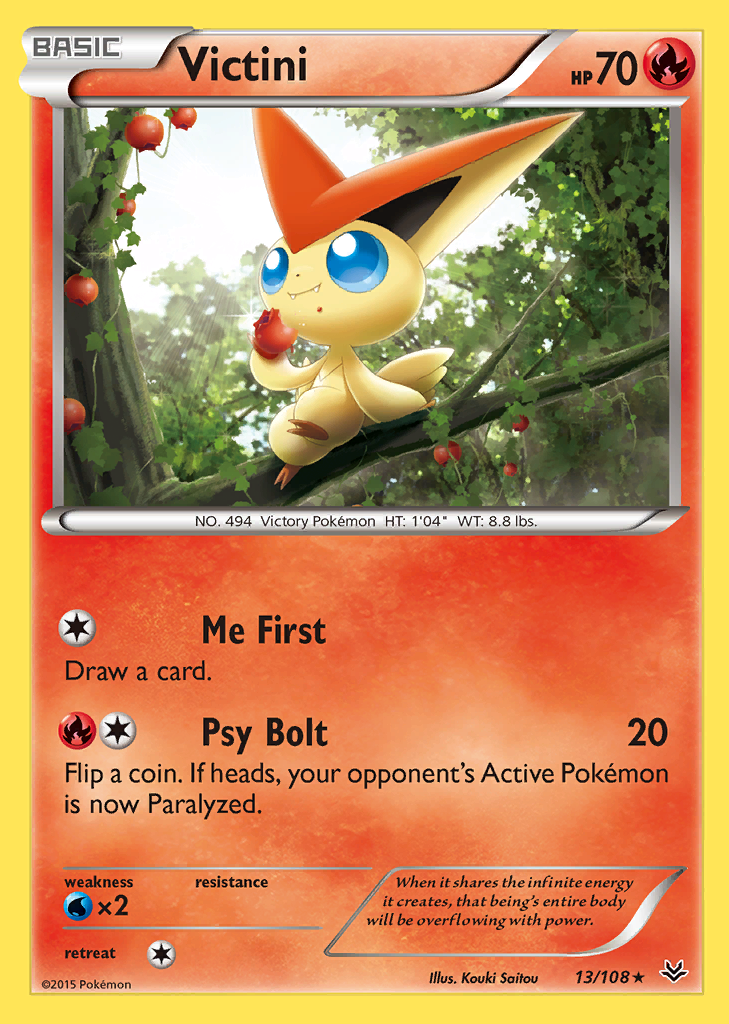 BASIC
Victini
HP 70
NO. 494 Victory Pokémon HT: 1'04" WT: 8.8 lbs.
Me First
Draw a card.
Psy Bolt 20
Flip a coin. If heads, your opponent's Active Pokémon
is now Paralyzed.
weakness resistance
×2
When it shares the infinite energy
it creates, that being's entire body
will be overflowing with power.
retreat
©2015 Pokémon
Illus. Kouki Saitou 13/108 ★